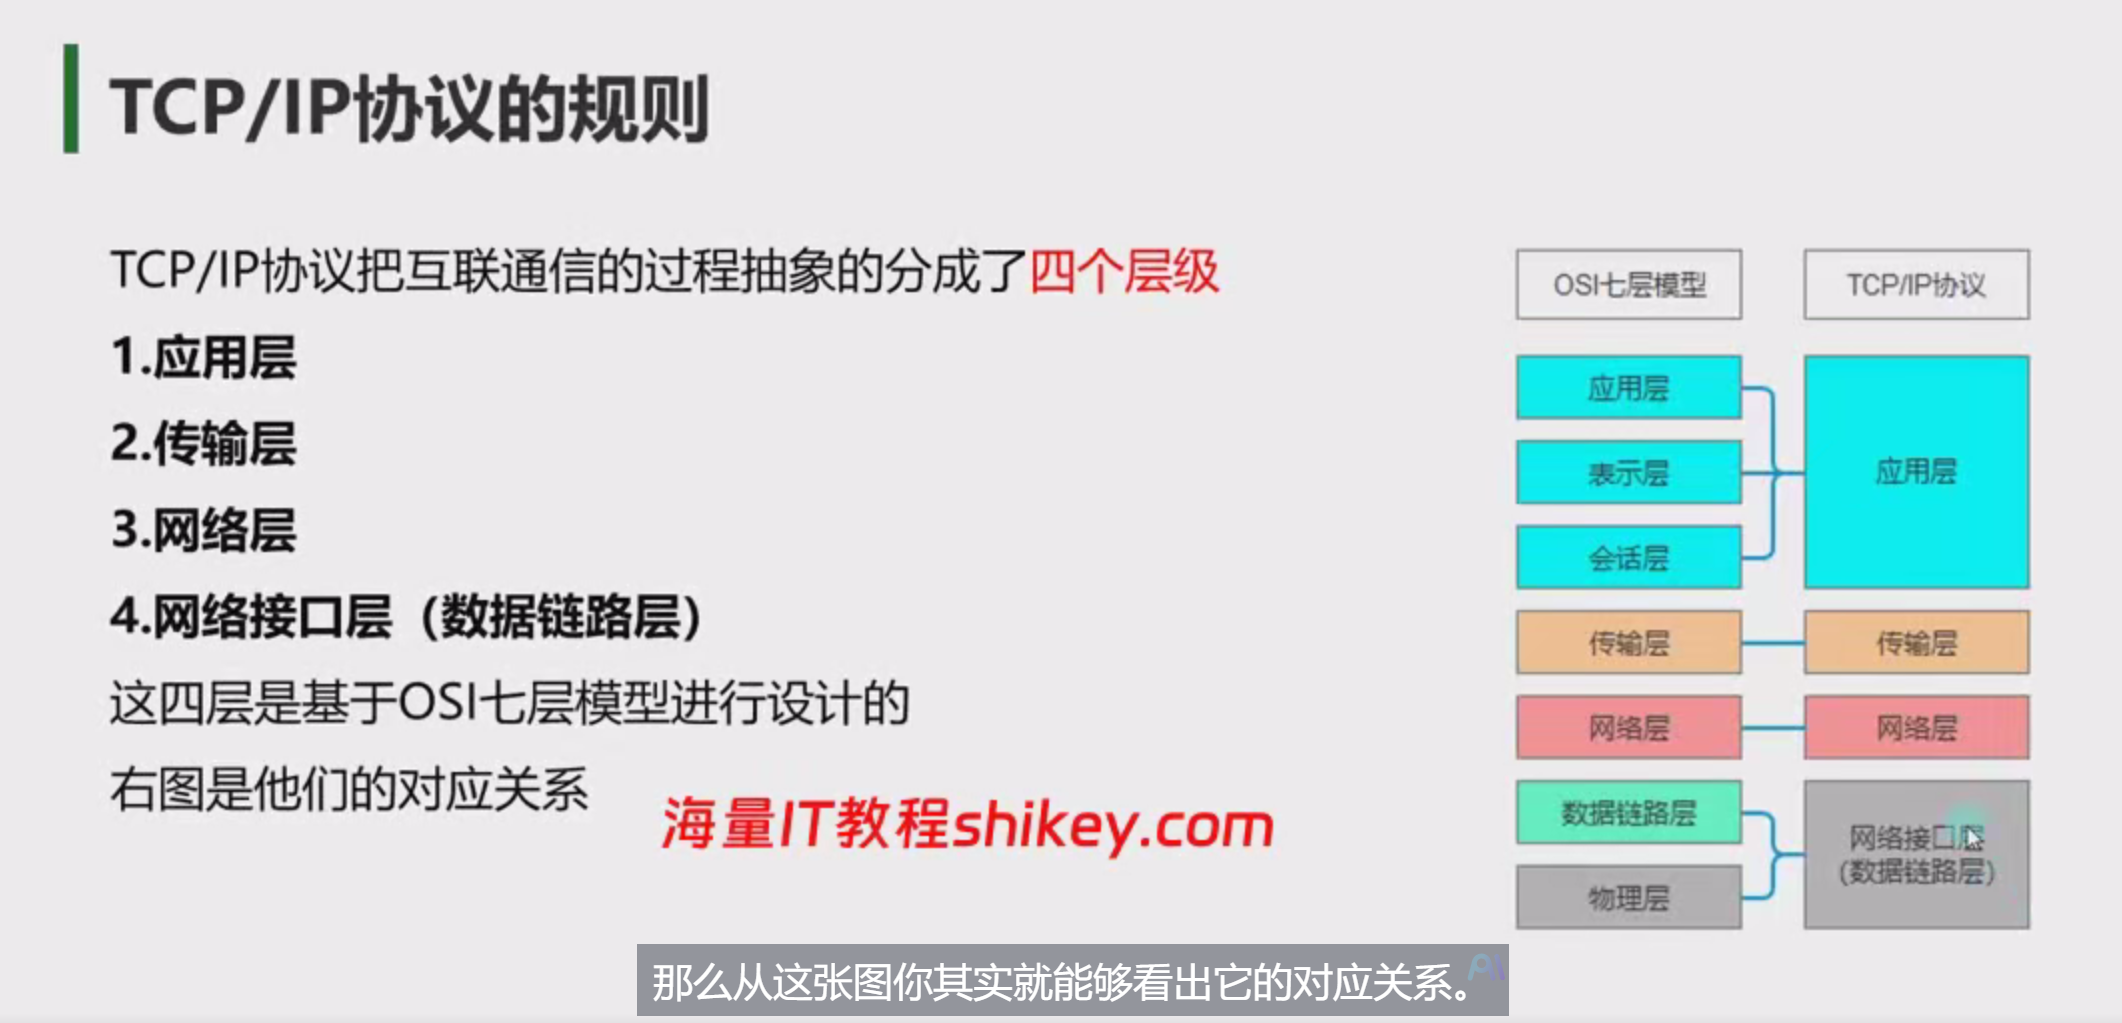 TCP/IP协议的规则
TCP/IP协议把互联通信的过程抽象的分成了四个层级
1.应用层
2.传输层
3.网络层
4.网络接口层（数据链路层）
这四层是基于OSI七层模型进行设计的
右图是他们的对应关系
海量IT教程shikey.com
OSI七层模型
TCP/IP协议
应用层
表示层
会话层
应用层
传输层
传输层
网络层
网络层
数据链路层
物理层
网络接口层
(数据链路层)
那么从这张图你其实就能够看出它的对应关系。
AI